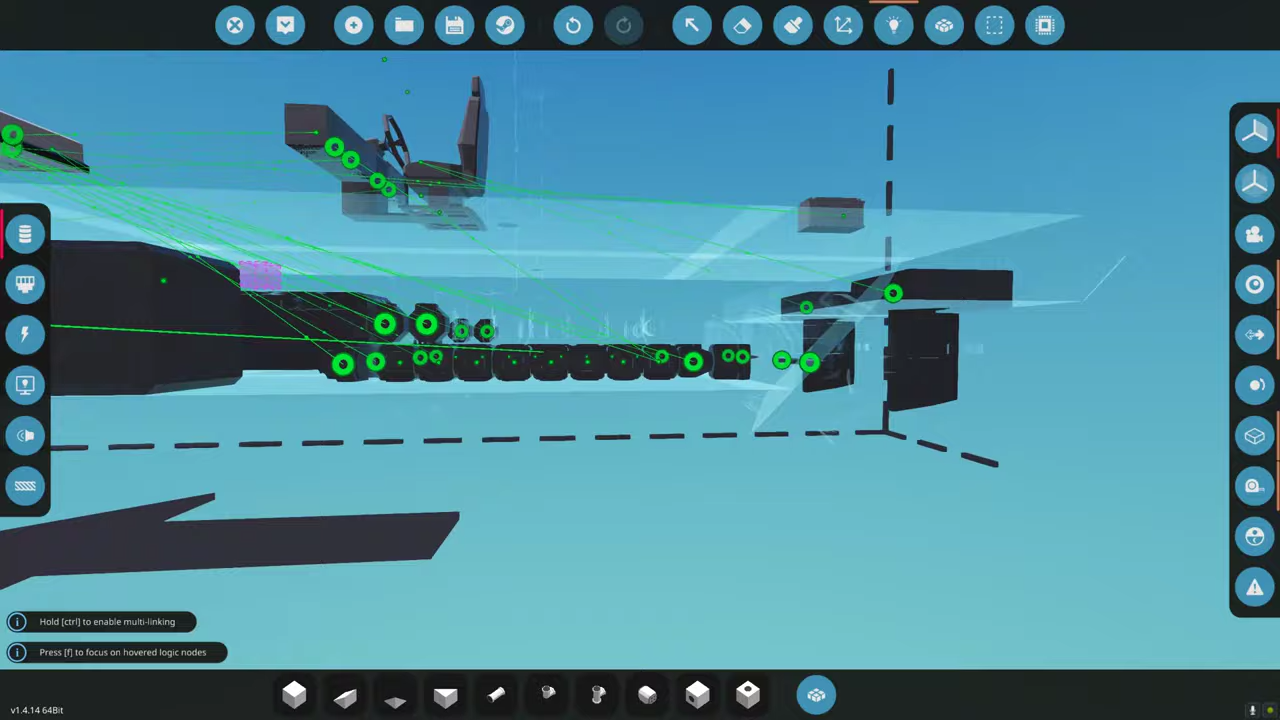 Hold [ctrl] to enable multi-linking
Press [f] to focus on hovered logic nodes
v1.4.14 64Bit